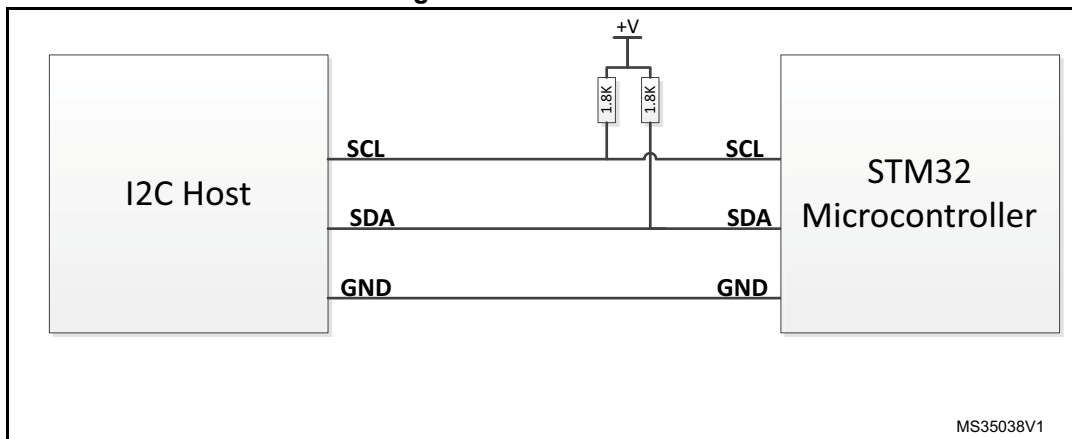 +V
1.8K
1.8K
SCL
SCL
I2C Host
STM32
Microcontroller
SDA
SDA
GND
GND
MS35038V1